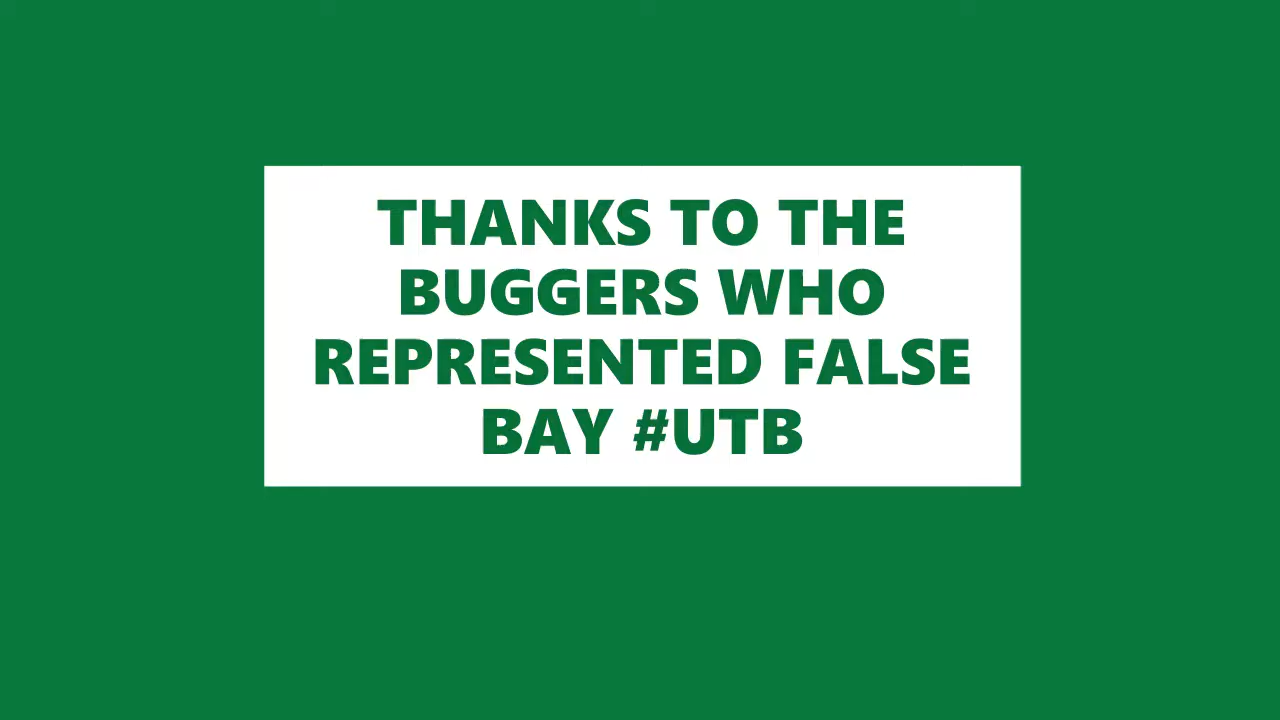 THANKS TO THE
BUGGERS WHO
REPRESENTED FALSE
BAY #UTB